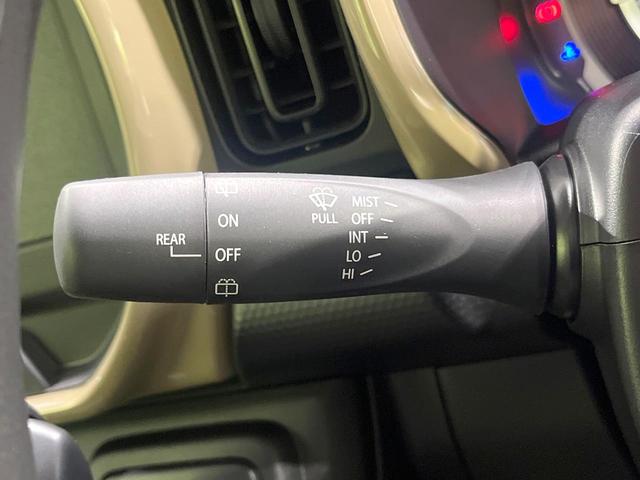 REAR
ON
OFF
PULL
MIST
OFF
INT
LO
HI